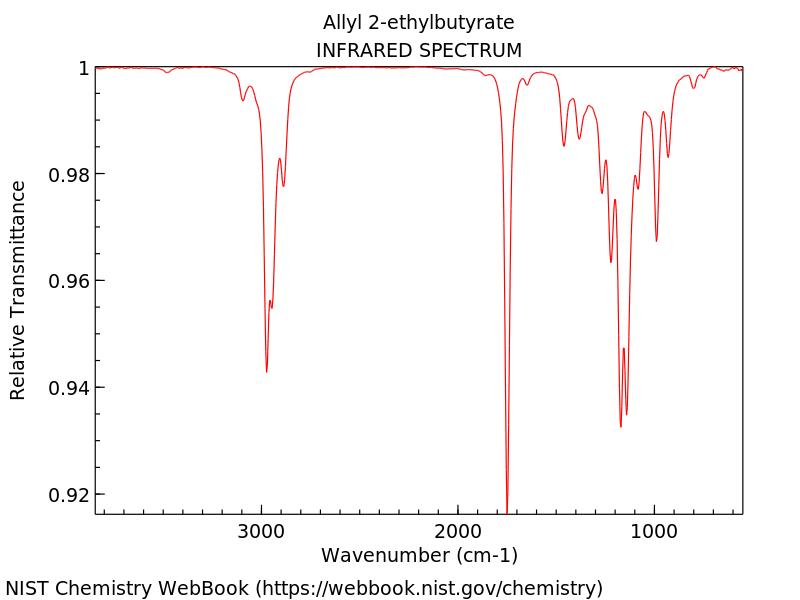 Allyl 2-ethylbutyrate
INFRARED SPECTRUM
1
0.98
0.96
0.94
0.92
Relative Transmittance
3000 2000 1000
Wavenumber (cm-1)
NIST Chemistry WebBook (https://webbook.nist.gov/chemistry)